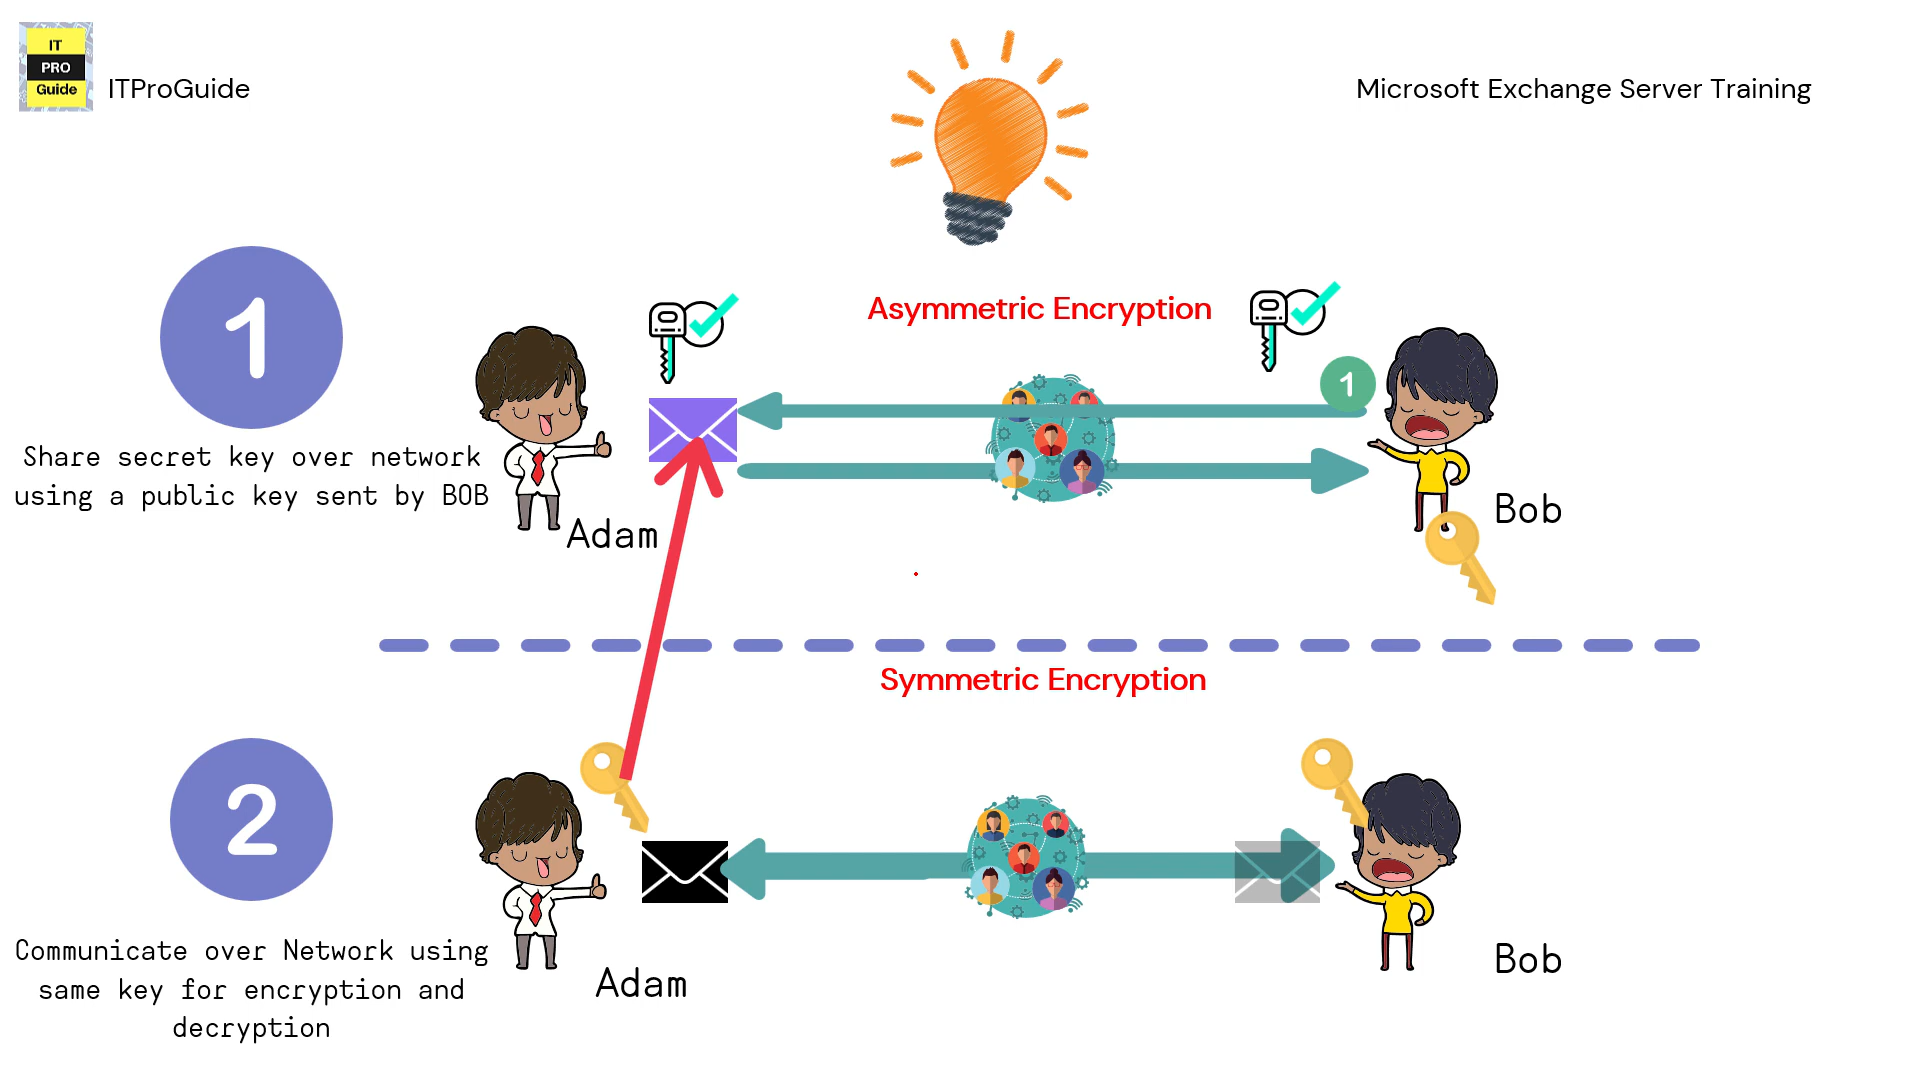 IT
PRO
Guide
ITProGuide
Microsoft Exchange Server Training
1
Asymmetric Encryption
1
Share secret key over network
using a public key sent by BOB
Adam
Bob
Symmetric Encryption
2
Communicate over Network using
same key for encryption and
decryption
Adam
Bob